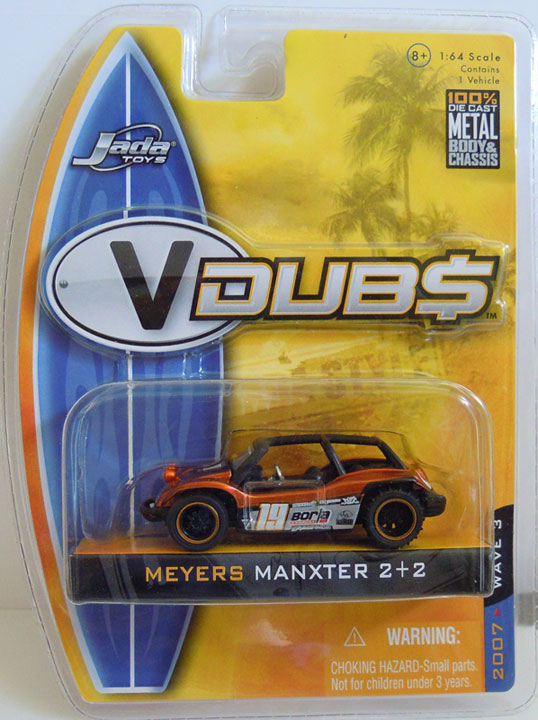 8+ 1:64 Scale
Contains
1 Vehicle
100%
DIE CAST
METAL
BODY&
CHASSIS
Jada®
TOYS
V DUB$™
19 Borla
MEYERS MANXTER 2+2
2007 WAVE 3
WARNING:
CHOKING HAZARD-Small parts.
Not for children under 3 years.